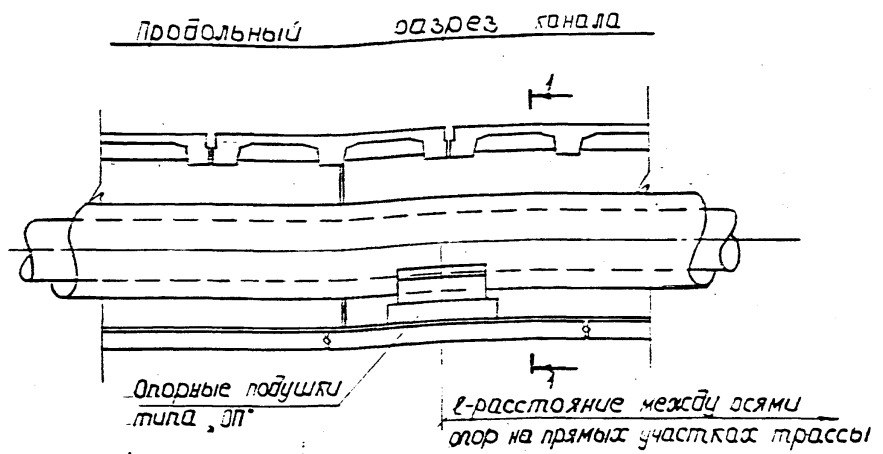 Продольный разрез канала
1
Опорные подушки
типа „ОП"
1
ℓ-расстояние между осями
опор на прямых участках трассы